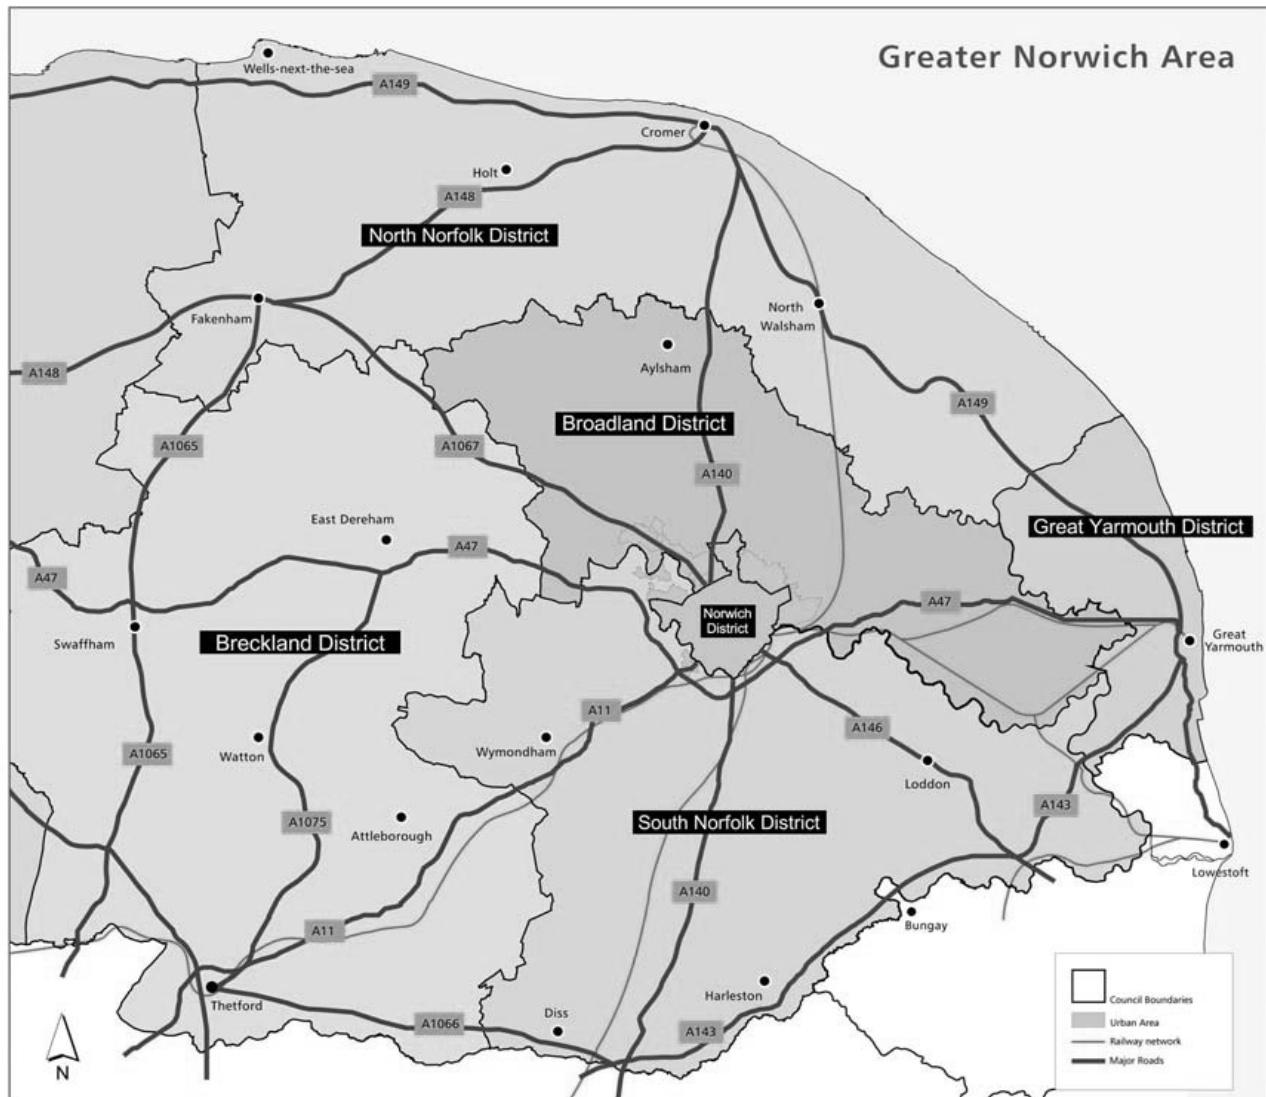 Greater Norwich Area
Wells-next-the-sea
A149
Cromer
Holt
A148
North Norfolk District
Fakenham
North
Walsham
Aylsham
A148
A149
Broadland District
A1065
A1067
A140
East Dereham
Great Yarmouth District
A47
A47
A47
Norwich
District
Swaffham
Breckland District
Great
Yarmouth
A11
A146
Watton
Wymondham
A1065
Loddon
A143
A1075
Attleborough
South Norfolk District
Lowestoft
A140
A11
Bungay
Thetford
Harleston
Diss
A1066
A143
N
Council Boundaries
Urban Area
Railway network
Major Roads